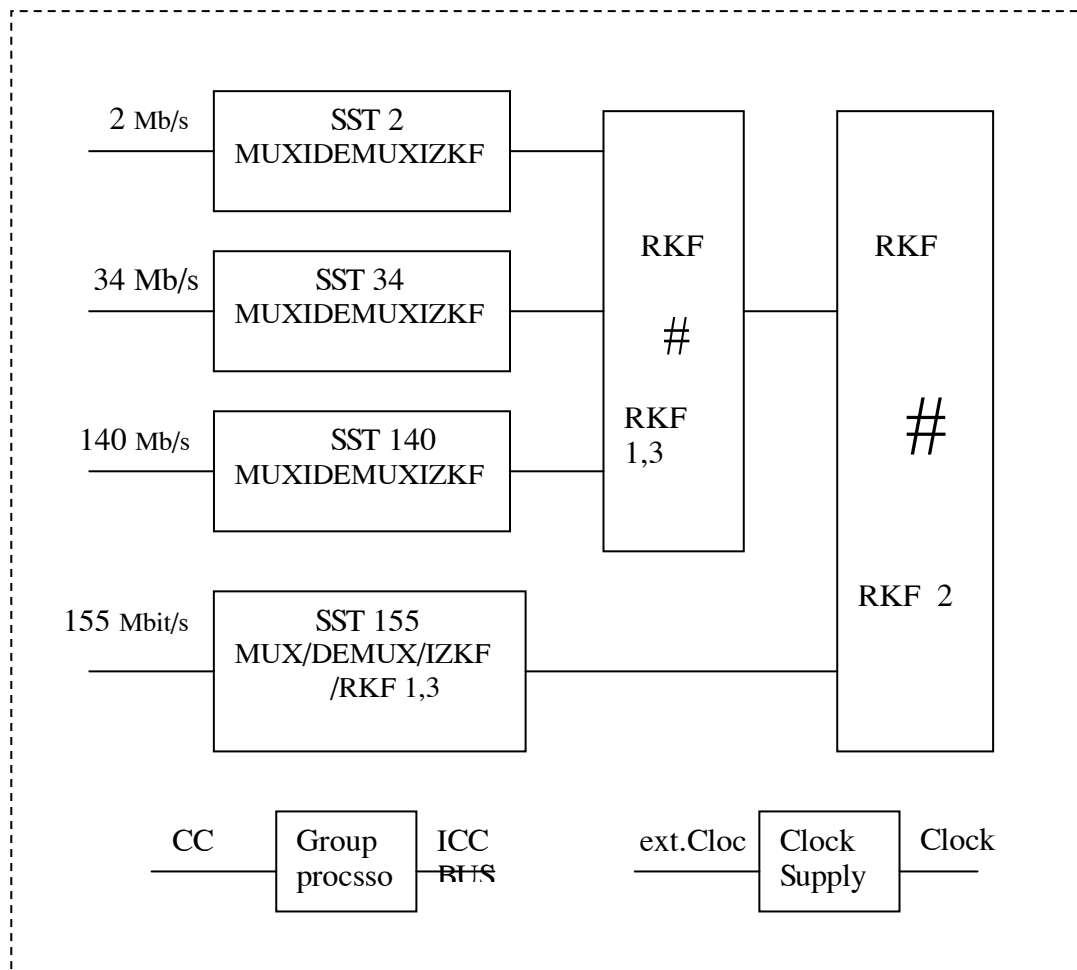 2 Mb/s
SST 2
MUXIDEMUXIZKF
34 Mb/s
SST 34
MUXIDEMUXIZKF
140 Mb/s
SST 140
MUXIDEMUXIZKF
155 Mbit/s
SST 155
MUX/DEMUX/IZKF
/RKF 1,3
RKF
#
RKF
1,3
RKF
#
RKF 2
CC
Group
procsso
ICC
BUS
ext.Cloc
Clock
Supply
Clock